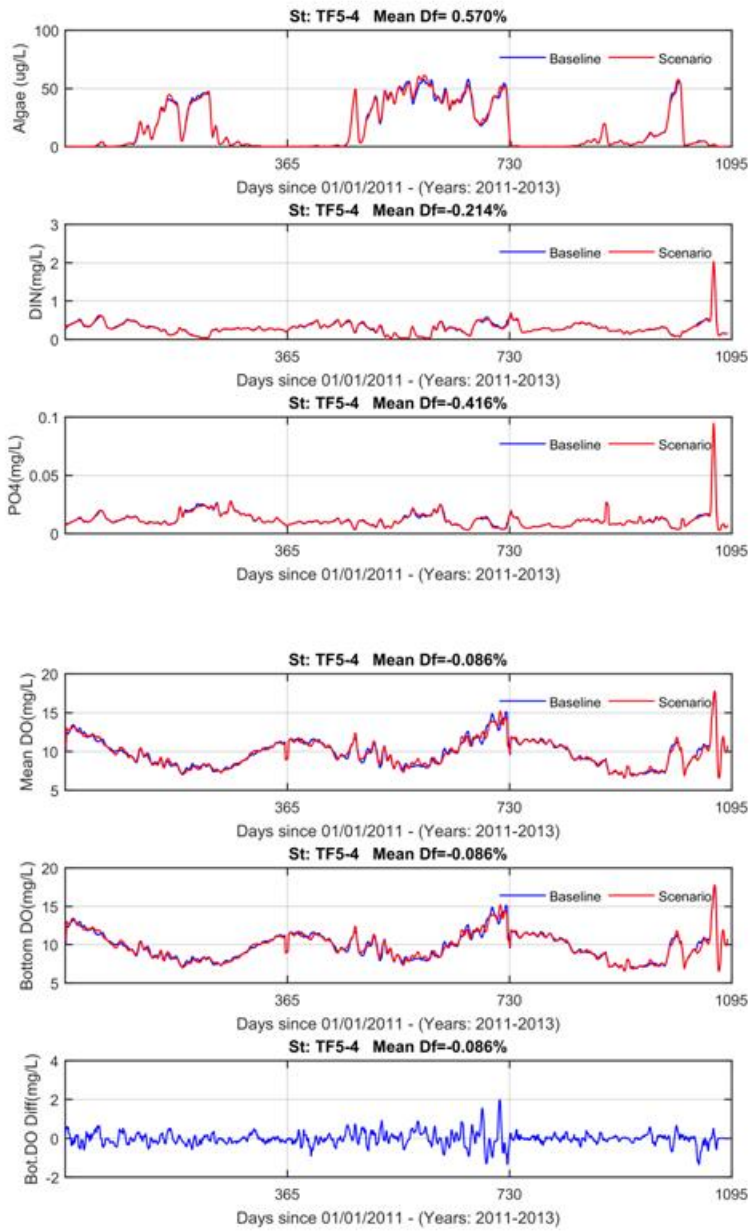 St: TF5-4 Mean Df= 0.570%
100
50
0
Algae (ug/L)
Baseline
Scenario
365
730
1095
Days since 01/01/2011 - (Years: 2011-2013)
St: TF5-4 Mean Df=-0.214%
3
2
1
0
DIN(mg/L)
Baseline
Scenario
365
730
1095
Days since 01/01/2011 - (Years: 2011-2013)
St: TF5-4 Mean Df=-0.416%
0.1
0.05
0
PO4(mg/L)
Baseline
Scenario
365
730
1095
Days since 01/01/2011 - (Years: 2011-2013)
St: TF5-4 Mean Df=-0.086%
20
15
10
5
Mean DO(mg/L)
Baseline
Scenario
365
730
1095
Days since 01/01/2011 - (Years: 2011-2013)
St: TF5-4 Mean Df=-0.086%
20
15
10
5
Bottom DO(mg/L)
Baseline
Scenario
365
730
1095
Days since 01/01/2011 - (Years: 2011-2013)
St: TF5-4 Mean Df=-0.086%
4
2
0
-2
Bot.DO Diff(mg/L)
365
730
1095
Days since 01/01/2011 - (Years: 2011-2013)